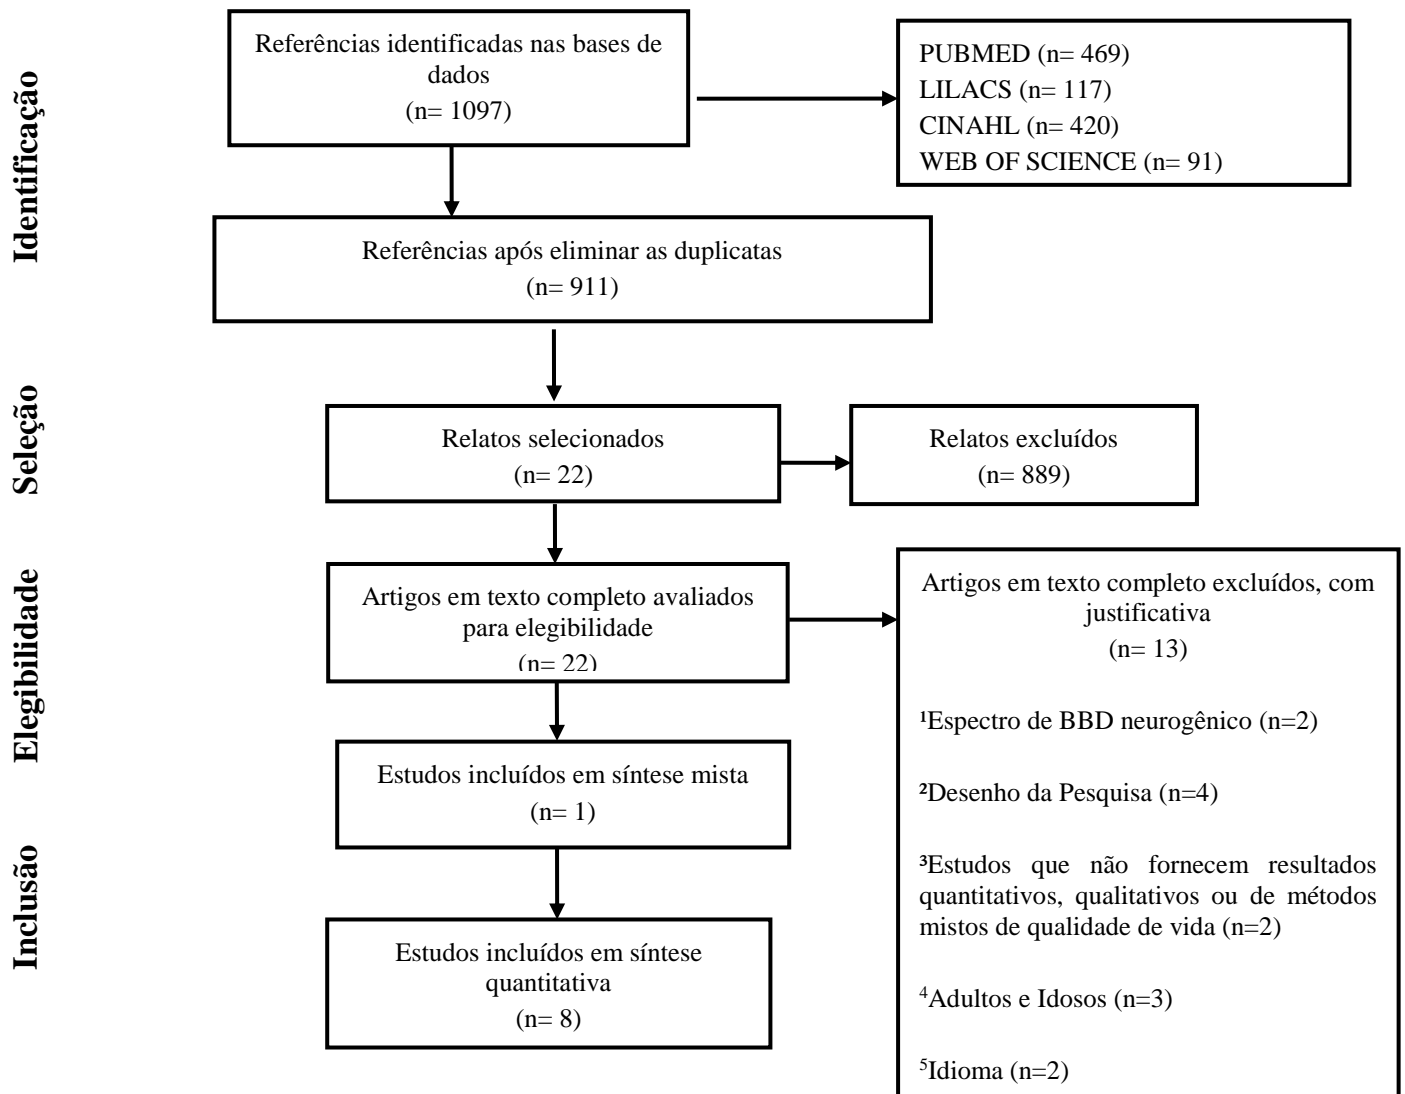 Identificação
Referências identificadas nas bases de
dados
(n= 1097)
PUBMED (n= 469)
LILACS (n= 117)
CINAHL (n= 420)
WEB OF SCIENCE (n= 91)
Referências após eliminar as duplicatas
(n= 911)
Seleção
Relatos selecionados
(n= 22)
Relatos excluídos
(n= 889)
Elegibilidade
Artigos em texto completo avaliados
para elegibilidade
(n= 22)
Artigos em texto completo excluídos, com
justificativa
(n= 13)
¹Espectro de BBD neurogênico (n=2)
²Desenho da Pesquisa (n=4)
³Estudos que não fornecem resultados
quantitativos, qualitativos ou de métodos
mistos de qualidade de vida (n=2)
⁴Adultos e Idosos (n=3)
⁵Idioma (n=2)
Estudos incluídos em síntese mista
(n= 1)
Inclusão
Estudos incluídos em síntese
quantitativa
(n= 8)